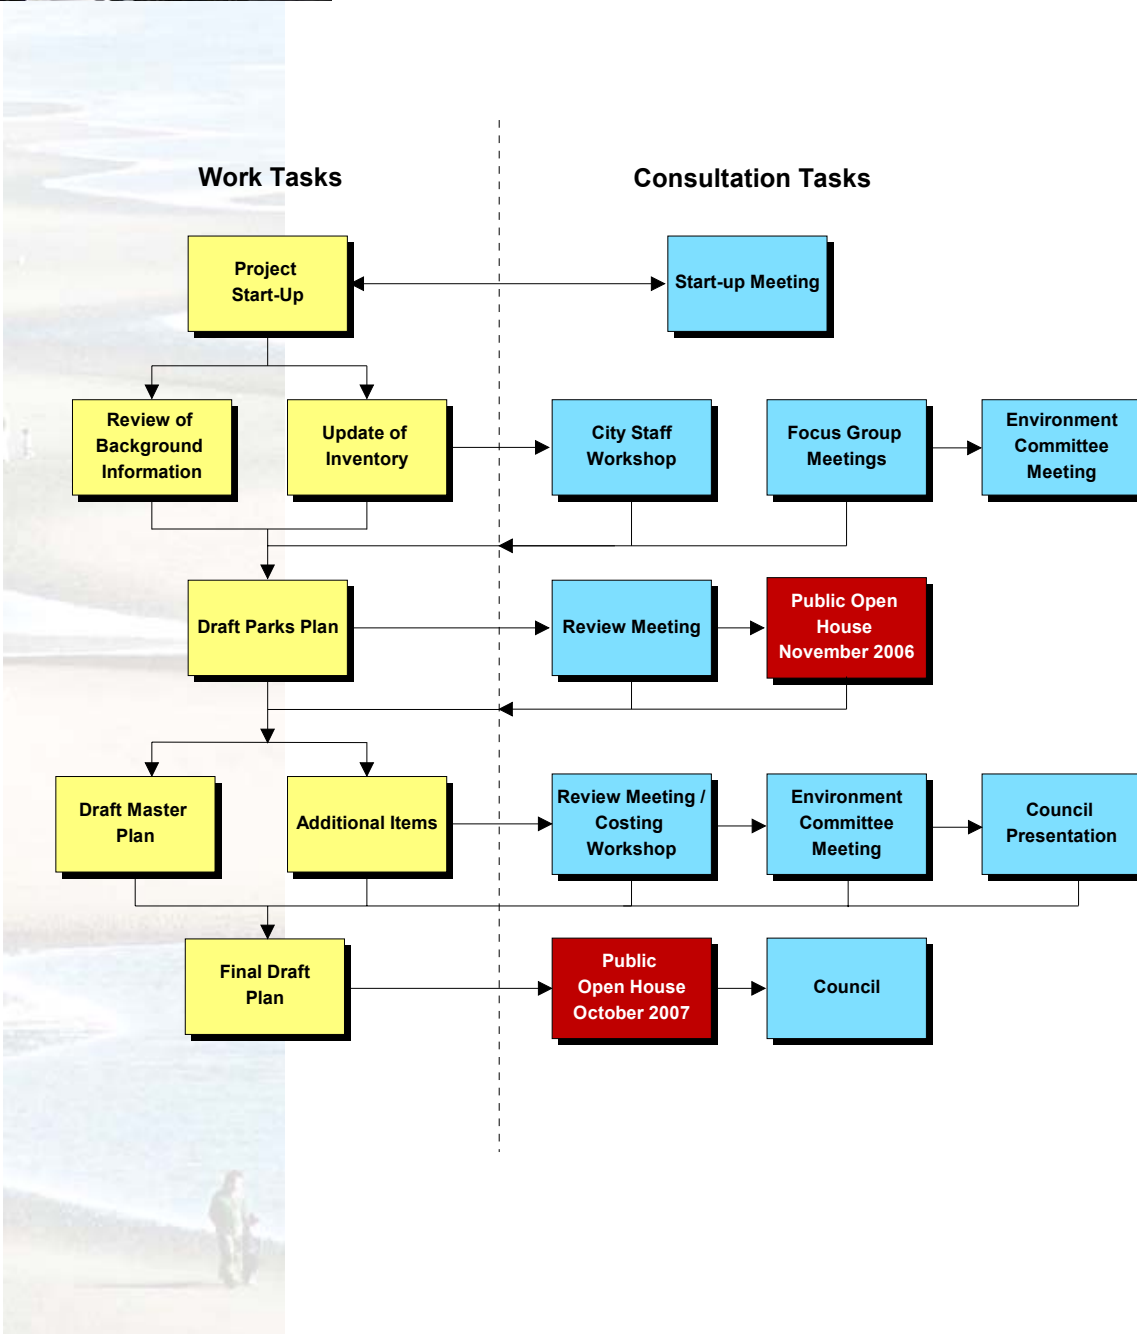 Work Tasks
Consultation Tasks
Project
Start-Up
Start-up Meeting
Review of
Background
Information
Update of
Inventory
City Staff
Workshop
Focus Group
Meetings
Environment
Committee
Meeting
Draft Parks Plan
Review Meeting
Public Open
House
November 2006
Draft Master
Plan
Additional Items
Review Meeting /
Costing
Workshop
Environment
Committee
Meeting
Council
Presentation
Final Draft
Plan
Public
Open House
October 2007
Council